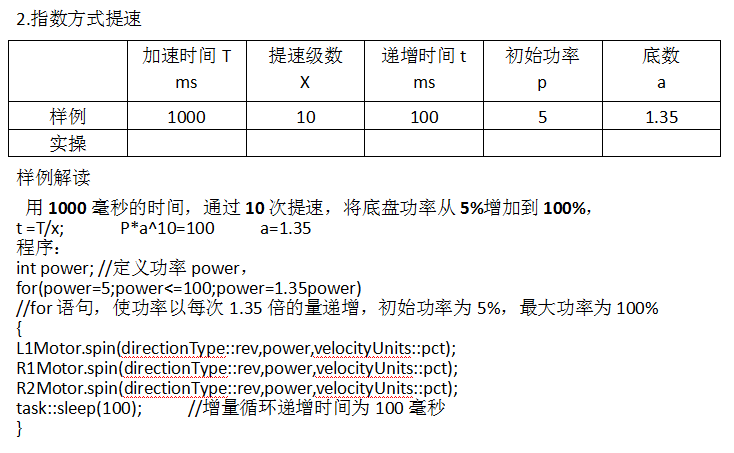 2.指数方式提速
加速时间 T 提速级数 递增时间 t 初始功率 底数
ms X ms p a
样例 1000 10 100 5 1.35
实操
样例解读
用 1000 毫秒的时间，通过 10 次提速，将底盘功率从 5%增加到 100%，
t =T/x; P*a^10=100 a=1.35
程序：
int power; //定义功率 power，
for(power=5;power<=100;power=1.35power)
//for 语句，使功率以每次 1.35 倍的量递增，初始功率为 5%，最大功率为 100%
{
L1Motor.spin(directionType::rev,power,velocityUnits::pct);
R1Motor.spin(directionType::rev,power,velocityUnits::pct);
R2Motor.spin(directionType::rev,power,velocityUnits::pct);
task::sleep(100); //增量循环递增时间为 100 毫秒
}